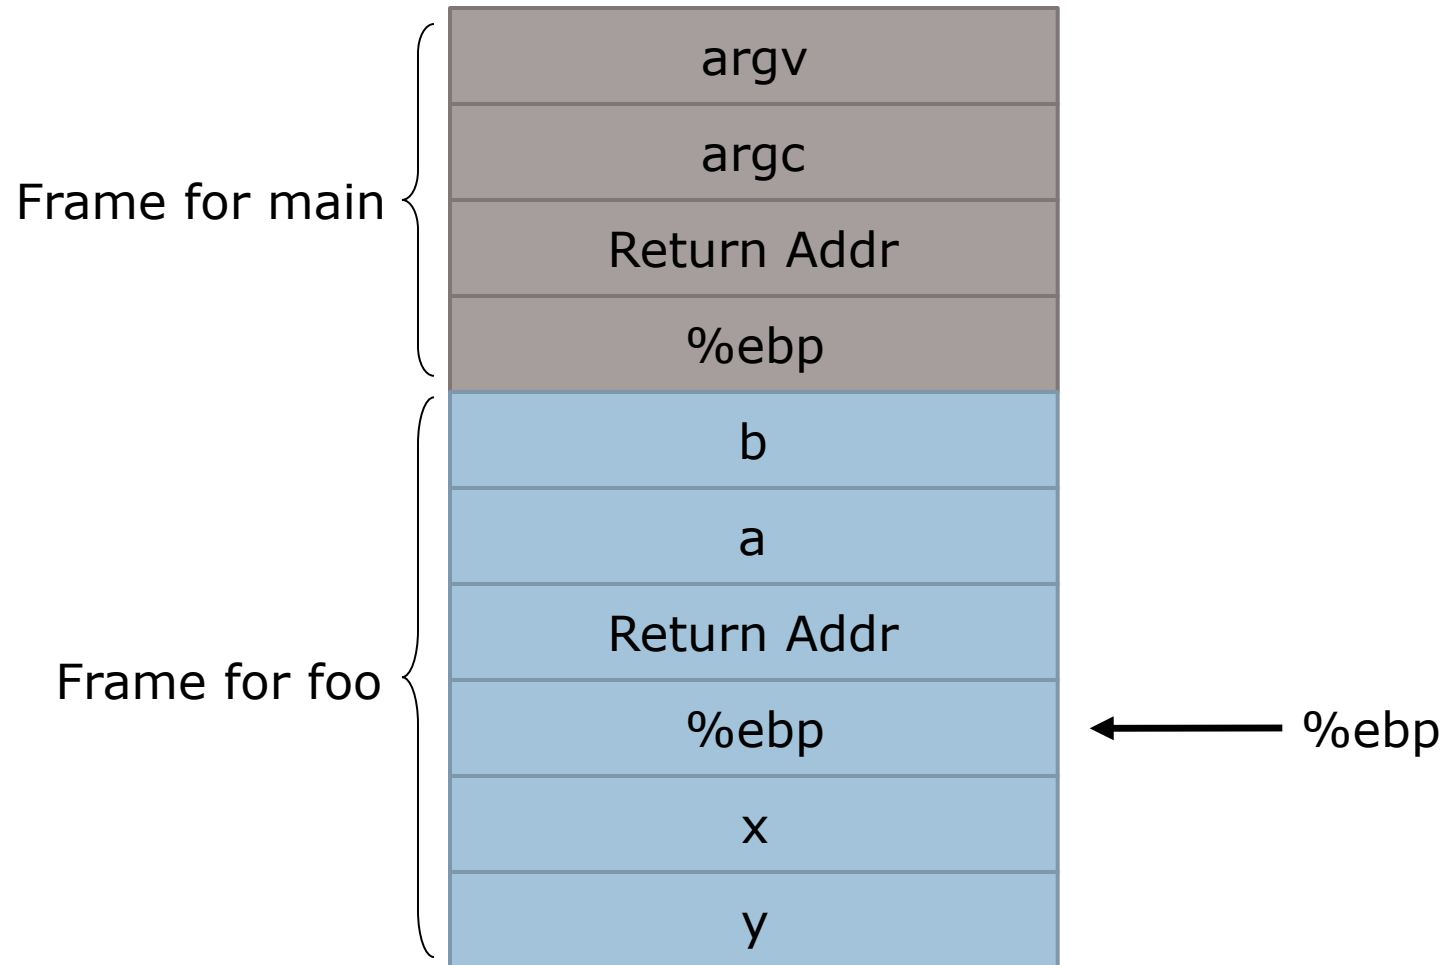 argv
argc
Frame for main
Return Addr
%ebp
b
a
Return Addr
Frame for foo
%ebp
%ebp
x
y